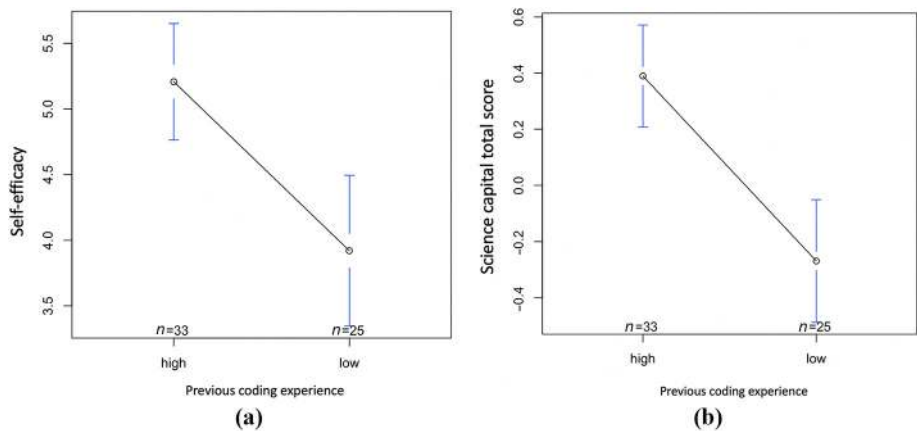 Self-efficacy
5.5
5.0
4.5
4.0
3.5
n=33
n=25
high
low
Previous coding experience
(a)
Science capital total score
0.6
0.4
0.2
0.0
−0.2
−0.4
n=33
n=25
high
low
Previous coding experience
(b)